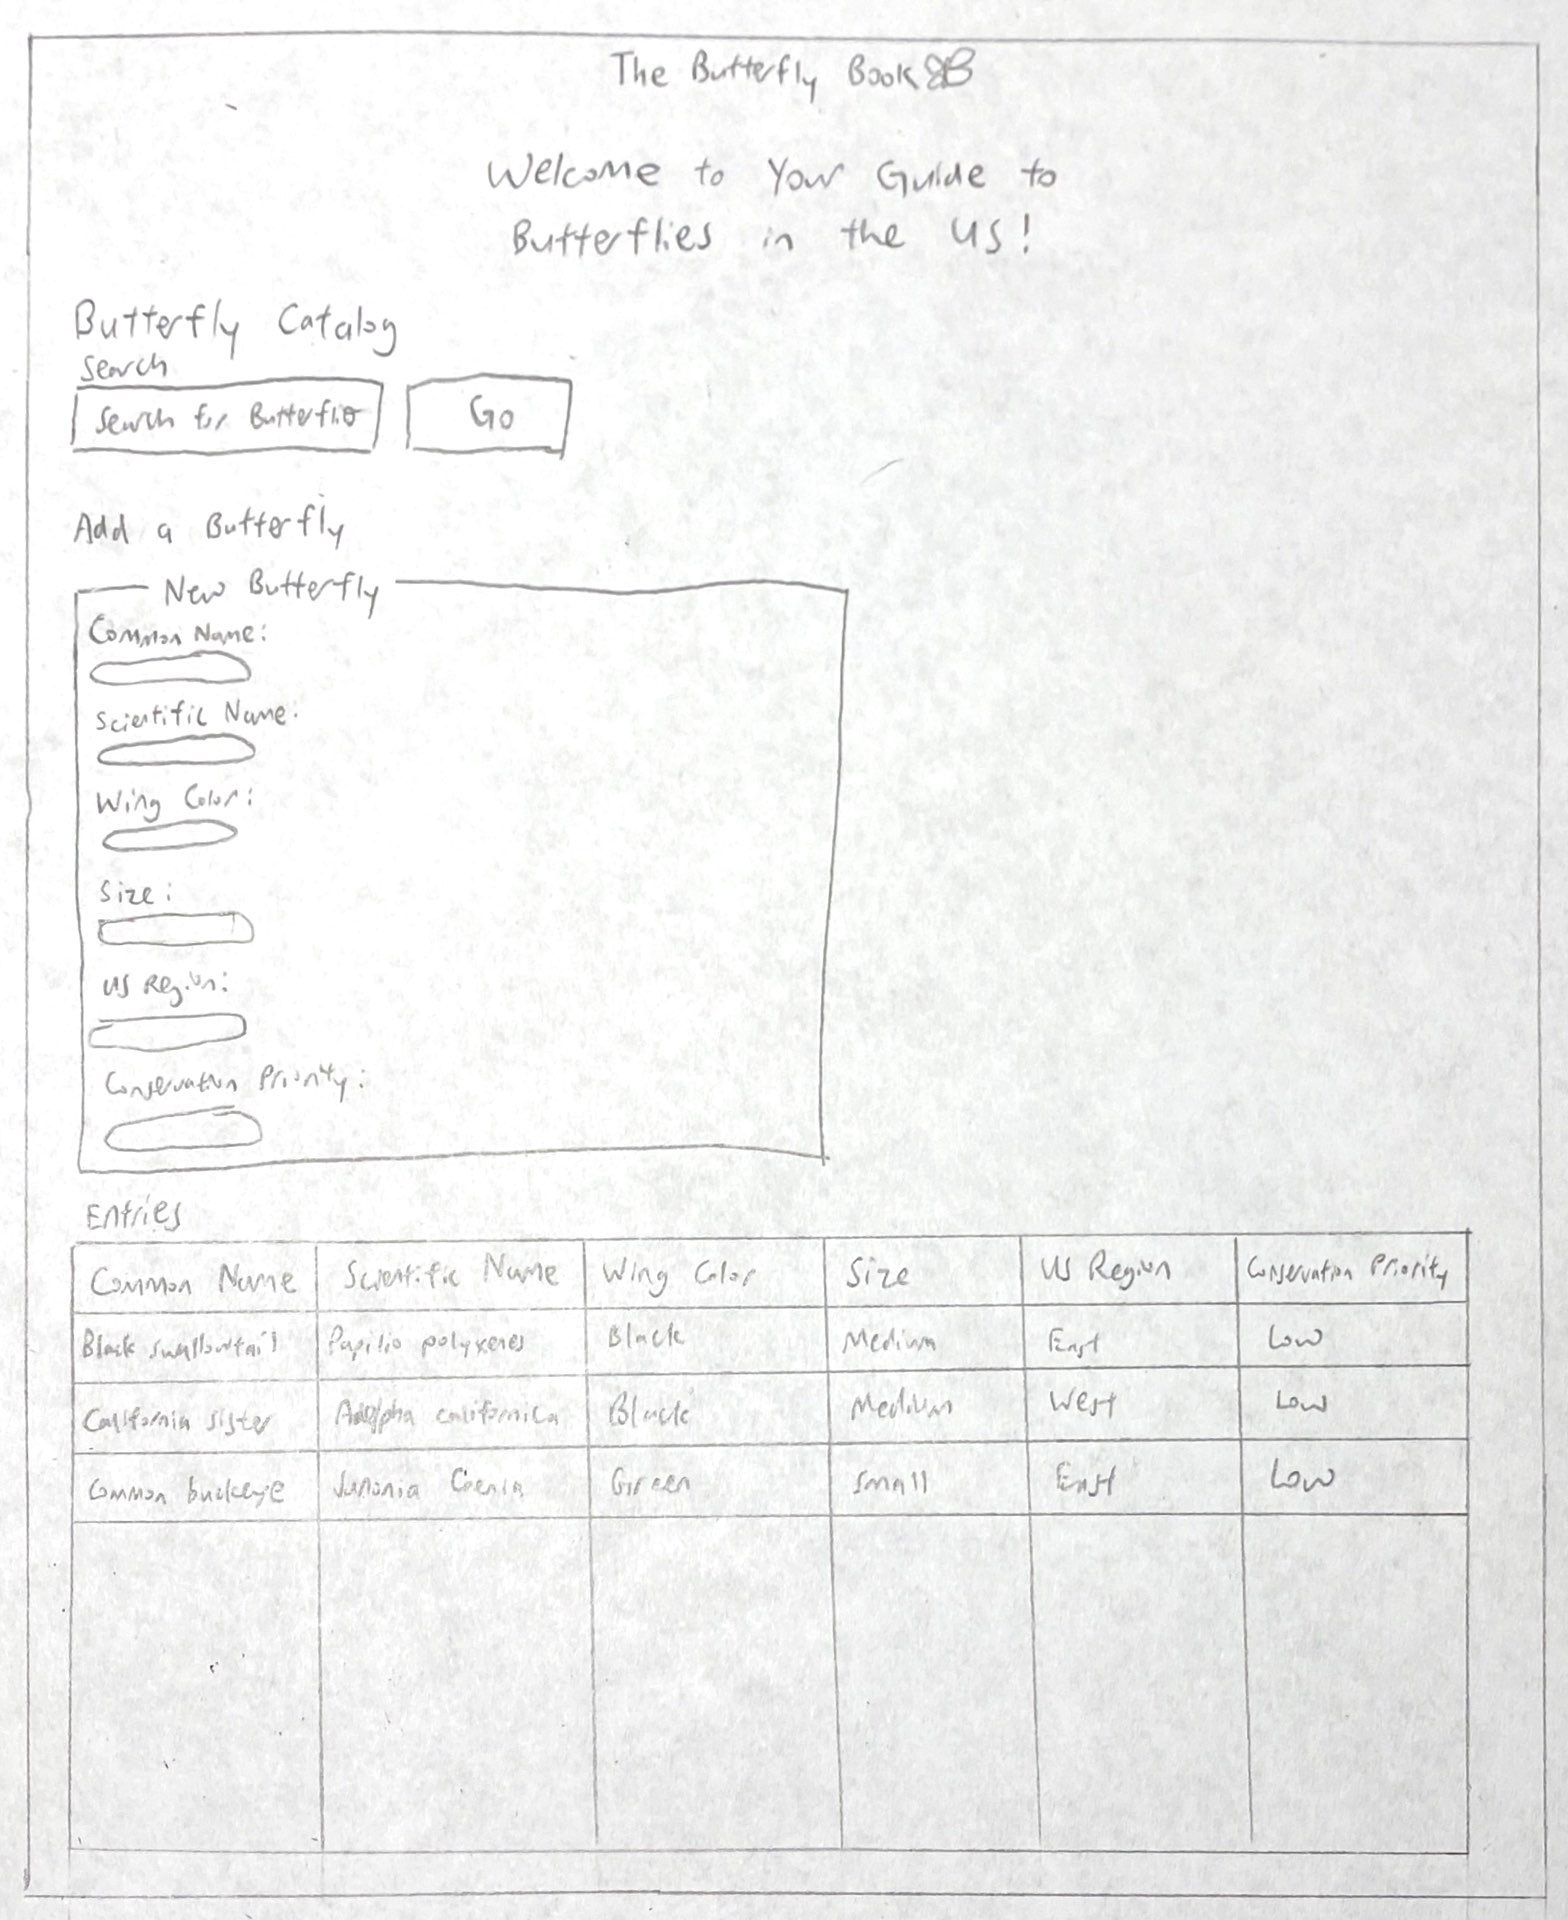 The Butterfly Book
Welcome to Your Guide to
Butterflies in the US!
Butterfly Catalog
Search
Search for Butterflies
Go
Add a Butterfly
New Butterfly
Common Name:
Scientific Name:
Wing Color:
Size:
US Region:
Conservation Priority:
Entries
Common Name Scientific Name Wing Color Size US Region Conservation Priority
Black swallowtail Papilio polyxenes Black Medium East Low
California sister Adelpha californica Black Medium West Low
Common buckeye Junonia Coenia Green Small East Low